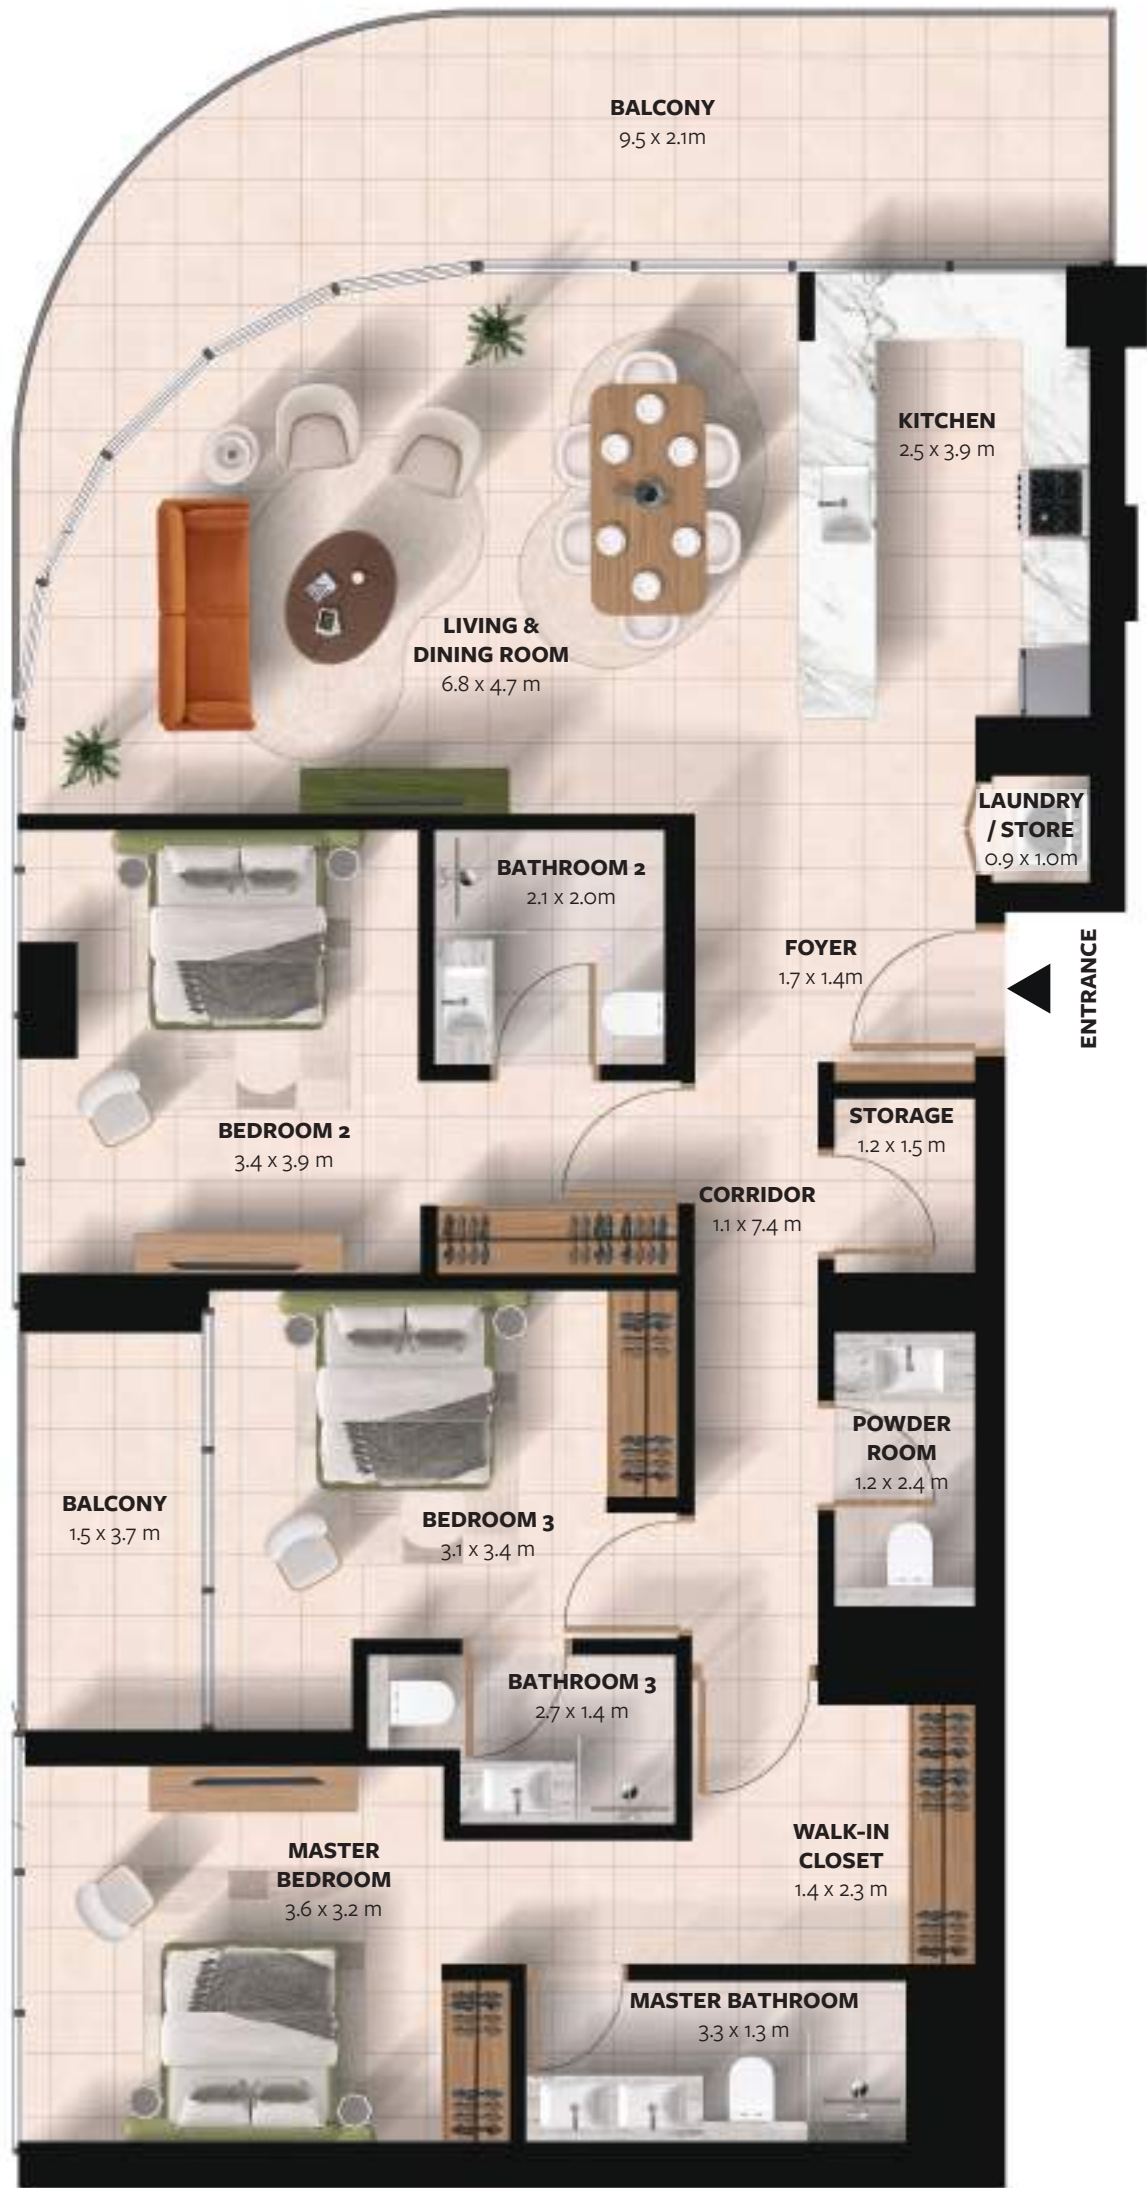 BALCONY
9.5 x 2.1m
KITCHEN
2.5 x 3.9 m
LIVING &
DINING ROOM
6.8 x 4.7 m
LAUNDRY
/ STORE
0.9 x 1.0m
BATHROOM 2
2.1 x 2.0m
FOYER
1.7 x 1.4m
ENTRANCE
BEDROOM 2
3.4 x 3.9 m
STORAGE
1.2 x 1.5 m
CORRIDOR
1.1 x 7.4 m
POWDER
ROOM
1.2 x 2.4 m
BALCONY
1.5 x 3.7 m
BEDROOM 3
3.1 x 3.4 m
BATHROOM 3
2.7 x 1.4 m
WALK-IN
CLOSET
1.4 x 2.3 m
MASTER
BEDROOM
3.6 x 3.2 m
MASTER BATHROOM
3.3 x 1.3 m